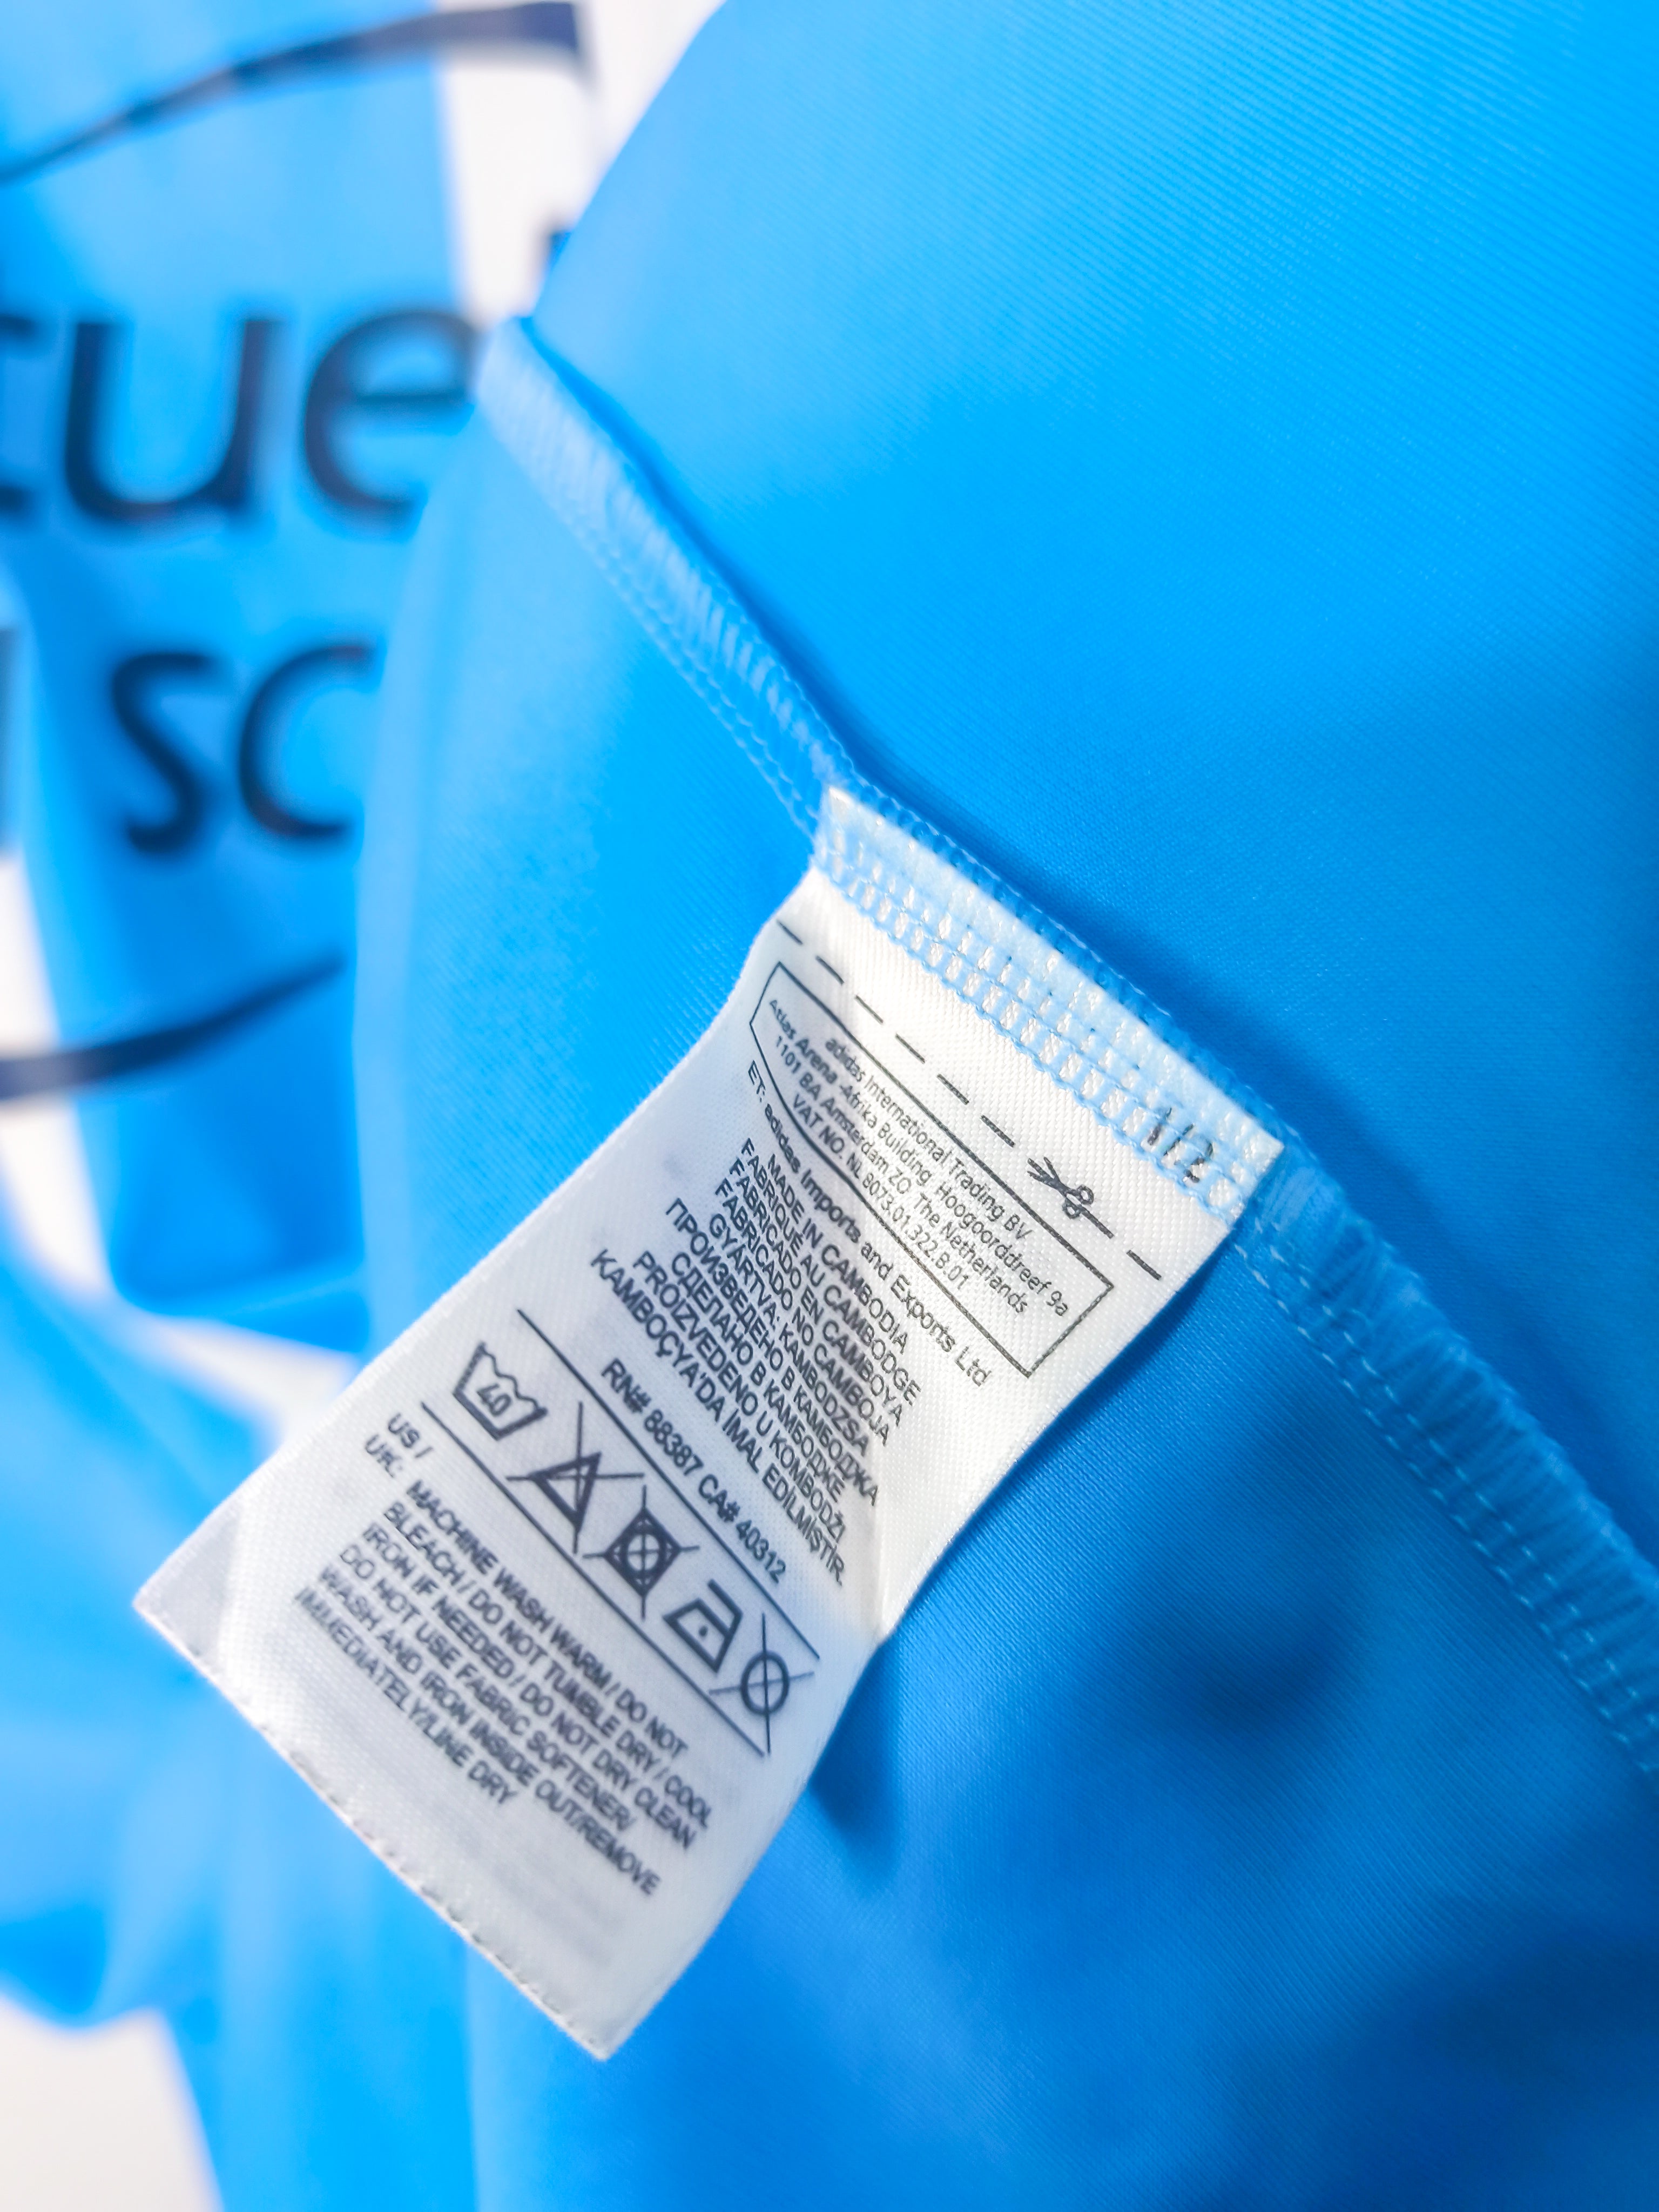 tue
sc
1/2
adidas International Trading BV
Atlas Arena -Afrika Building Hoogoorddreef 9a
1101 BA Amsterdam ZO, The Netherlands
VAT NO. NL 8073.01.322.B.01
ET: adidas Imports and Exports Ltd
MADE IN CAMBODIA
FABRIQUE AU CAMBODGE
FABRICADO EN CAMBOYA
FABRICADO NO CAMBOJA
GYÁRTVA: KAMBODZSA
ПРОИЗВЕДЕНО В КАМБОДЖА
СДЕЛАНО В КАМБОДЖЕ
PROIZVEDENO U KOMBODŽI
KAMBOÇYA'DA İMAL EDİLMİŞTİR.
RN# 88387 CA# 40312
40
US /
UK: MACHINE WASH WARM / DO NOT
BLEACH / DO NOT TUMBLE DRY / COOL
IRON IF NEEDED / DO NOT DRY CLEAN
DO NOT USE FABRIC SOFTENER/
WASH AND IRON INSIDE OUT/REMOVE
IMMEDIATELY/LINE DRY